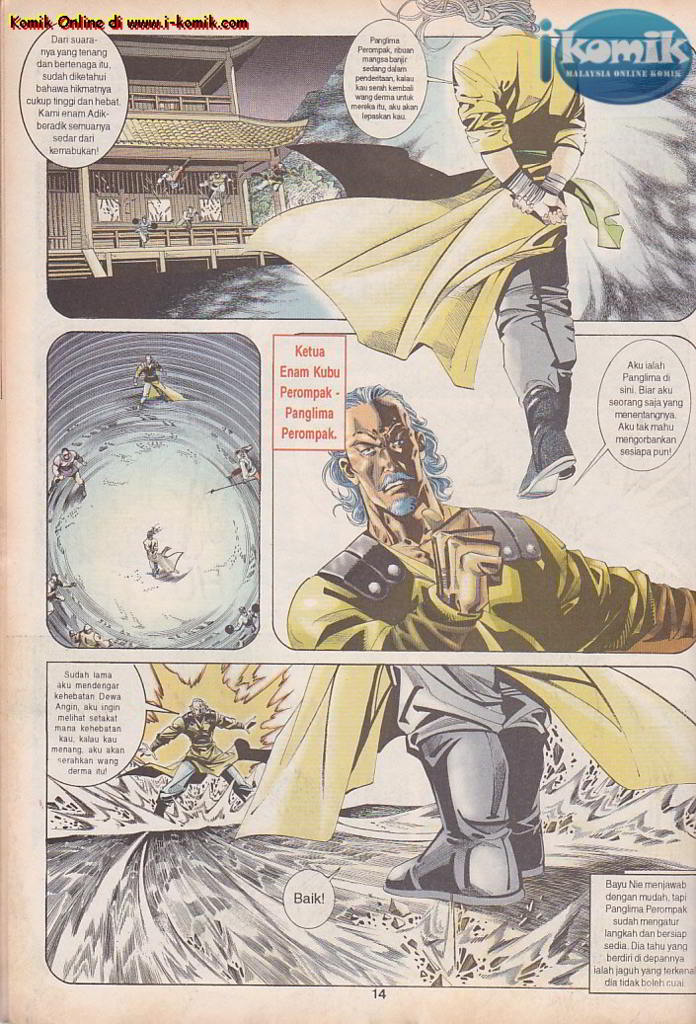 Komik Online di www.i-komik.com
ikomik
MALAYSIA ONLINE KOMIK
Dari suara-
nya yang tenang
dan bertenaga itu,
sudah diketahui
bahawa hikmatnya
cukup tinggi dan hebat.
Kami enam Adik-
beradik semuanya
sedar dari
kemabukan!
Panglima
Perompak, ribuan
mangsa banjir
sedang dalam
penderitaan, kalau
kau serah kembali
wang derma untuk
mereka itu, aku akan
lepaskan kau.
Ketua
Enam Kubu
Perompak -
Panglima
Perompak.
Aku ialah
Panglima di
sini. Biar aku
seorang saja yang
menentangnya.
Aku tak mahu
mengorbankan
sesiapa pun!
Sudah lama
aku mendengar
kehebatan Dewa
Angin, aku ingin
melihat setakat
mana kehebatan
kau, kalau kau
menang, aku akan
serahkan wang
derma itu!
Baik!
Bayu Nie menjawab
dengan mudah, tapi
Panglima Perompak
sudah mengatur
langkah dan bersiap
sedia. Dia tahu yang
berdiri di depannya
ialah jaguh yang terkenal
dia tidak boleh cuai.
14